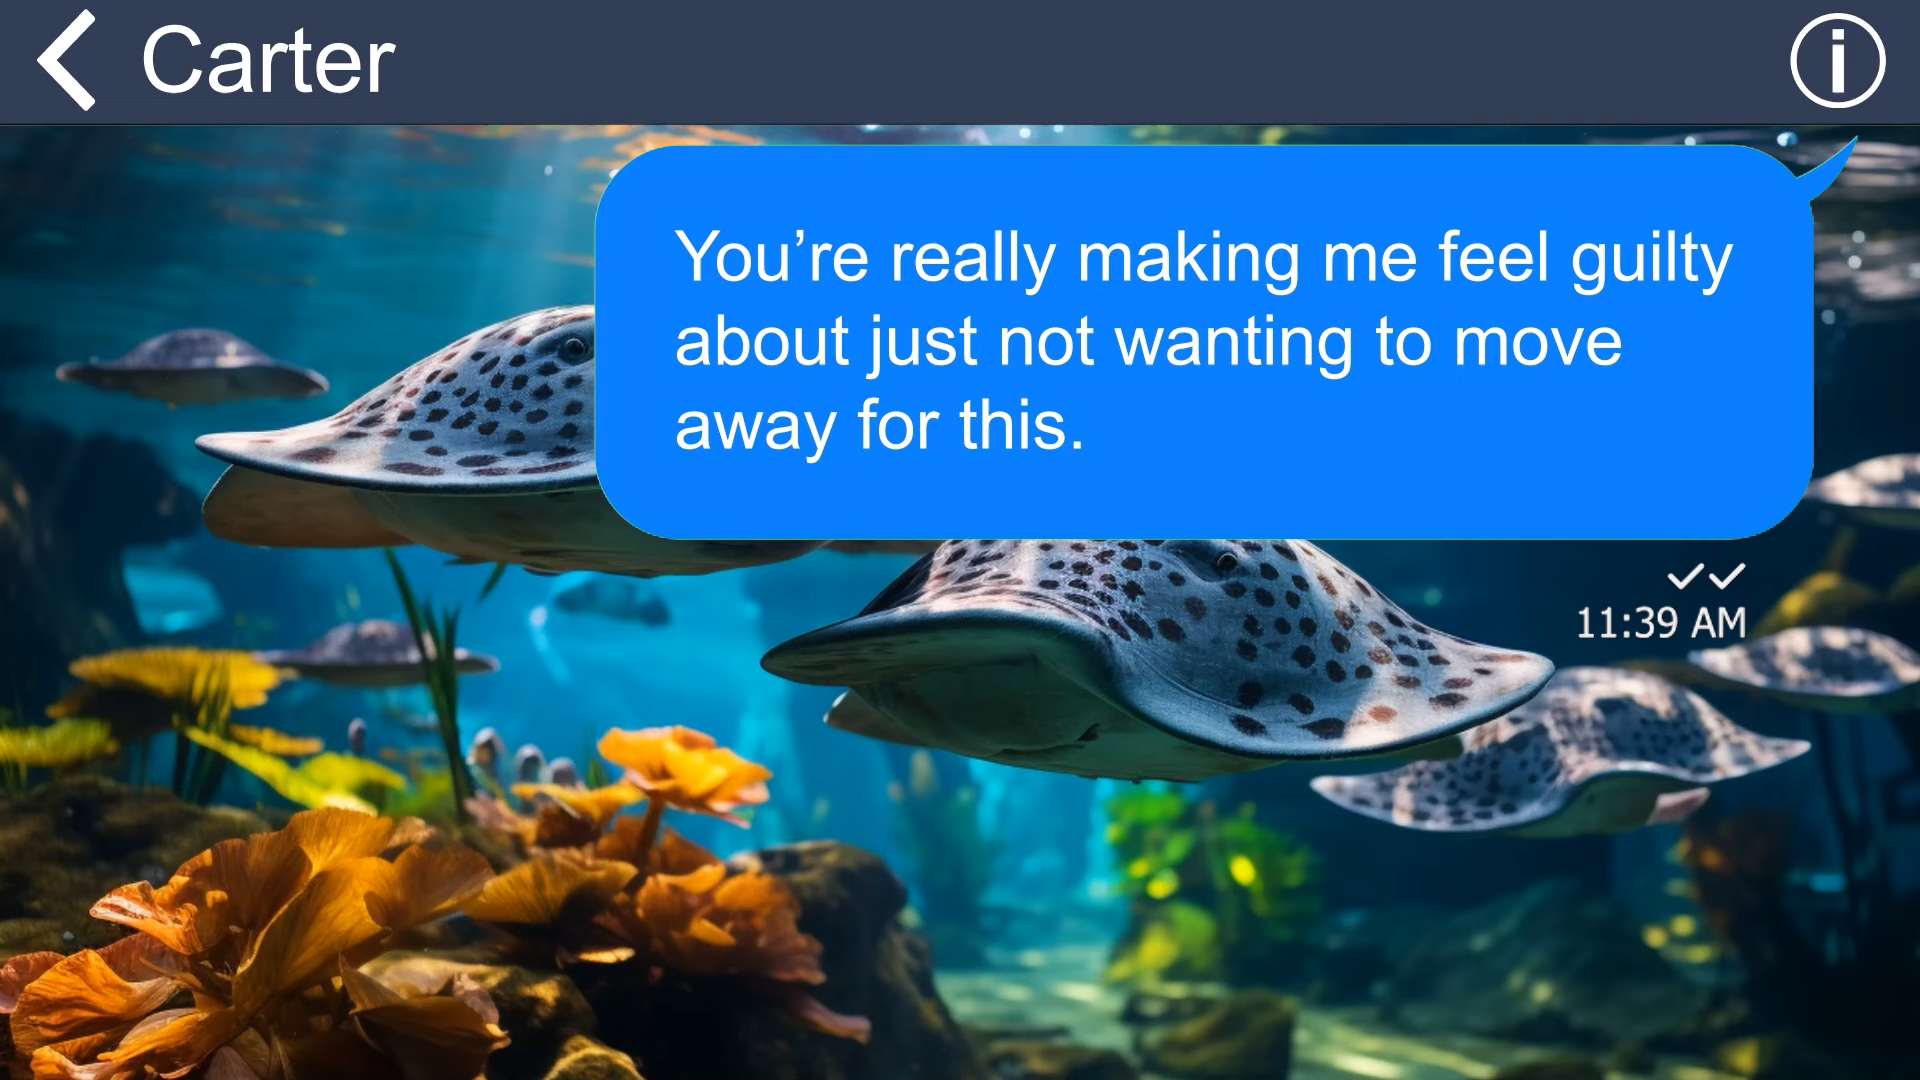 Carter
You’re really making me feel guilty
about just not wanting to move
away for this.
11:39 AM